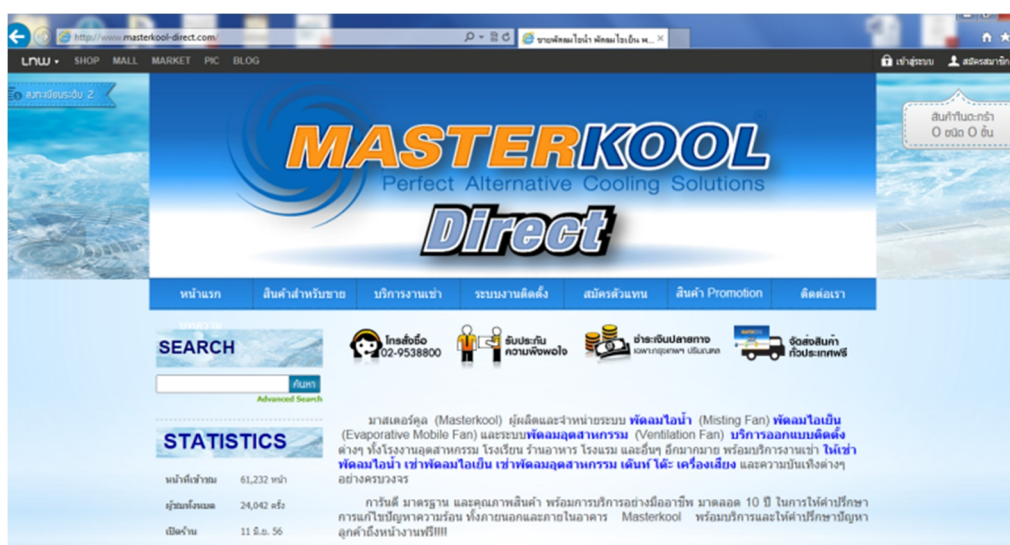 http://www.masterkool-direct.com/
ขายพัดลมไอน้ำ พัดลมไอเย็น พ...
LnW SHOP MALL MARKET PIC BLOG
เข้าสู่ระบบ สมัครสมาชิก
ลงทะเบียนระดับ 2
สินค้าในตะกร้า
0 ชนิด 0 ชิ้น
MASTERKOOL
Perfect Alternative Cooling Solutions
Direct
หน้าแรก สินค้าสำหรับขาย บริการงานเช่า ระบบงานติดตั้ง สมัครตัวแทน สินค้า Promotion ติดต่อเรา
บทความ
SEARCH
ค้นหา
Advanced Search
โทรสั่งซื้อ
02-9538800
รับประกัน
ความพึงพอใจ
ชำระเงินปลายทาง
เฉพาะกรุงเทพฯ ปริมณฑล
จัดส่งสินค้า
ทั่วประเทศฟรี
STATISTICS
หน้าที่เข้าชม 61,232 หน้า
ผู้ชมทั้งหมด 24,042 ครั้ง
เปิดร้าน 11 มิ.ย. 56
มาสเตอร์คูล (Masterkool) ผู้ผลิตและจำหน่ายระบบ พัดลมไอน้ำ (Misting Fan) พัดลมไอเย็น
(Evaporative Mobile Fan) และระบบพัดลมอุตสาหกรรม (Ventilation Fan) บริการออกแบบติดตั้ง
ต่างๆ ทั้งโรงงานอุตสาหกรรม โรงเรียน ร้านอาหาร โรงแรม และอื่นๆ อีกมากมาย พร้อมบริการงานเช่า ให้เช่า
พัดลมไอน้ำ เช่าพัดลมไอเย็น เช่าพัดลมอุตสาหกรรม เต็นท์ โต๊ะ เครื่องเสียง และความบันเทิงต่างๆ
อย่างครบวงจร
การันตี มาตรฐาน และคุณภาพสินค้า พร้อมการบริการอย่างมืออาชีพ มาตลอด 10 ปี ในการให้คำปรึกษา
การแก้ไขปัญหาความร้อน ทั้งภายนอกและภายในอาคาร Masterkool พร้อมบริการและให้คำปรึกษาปัญหา
ลูกค้าถึงหน้างานฟรี!!!!!